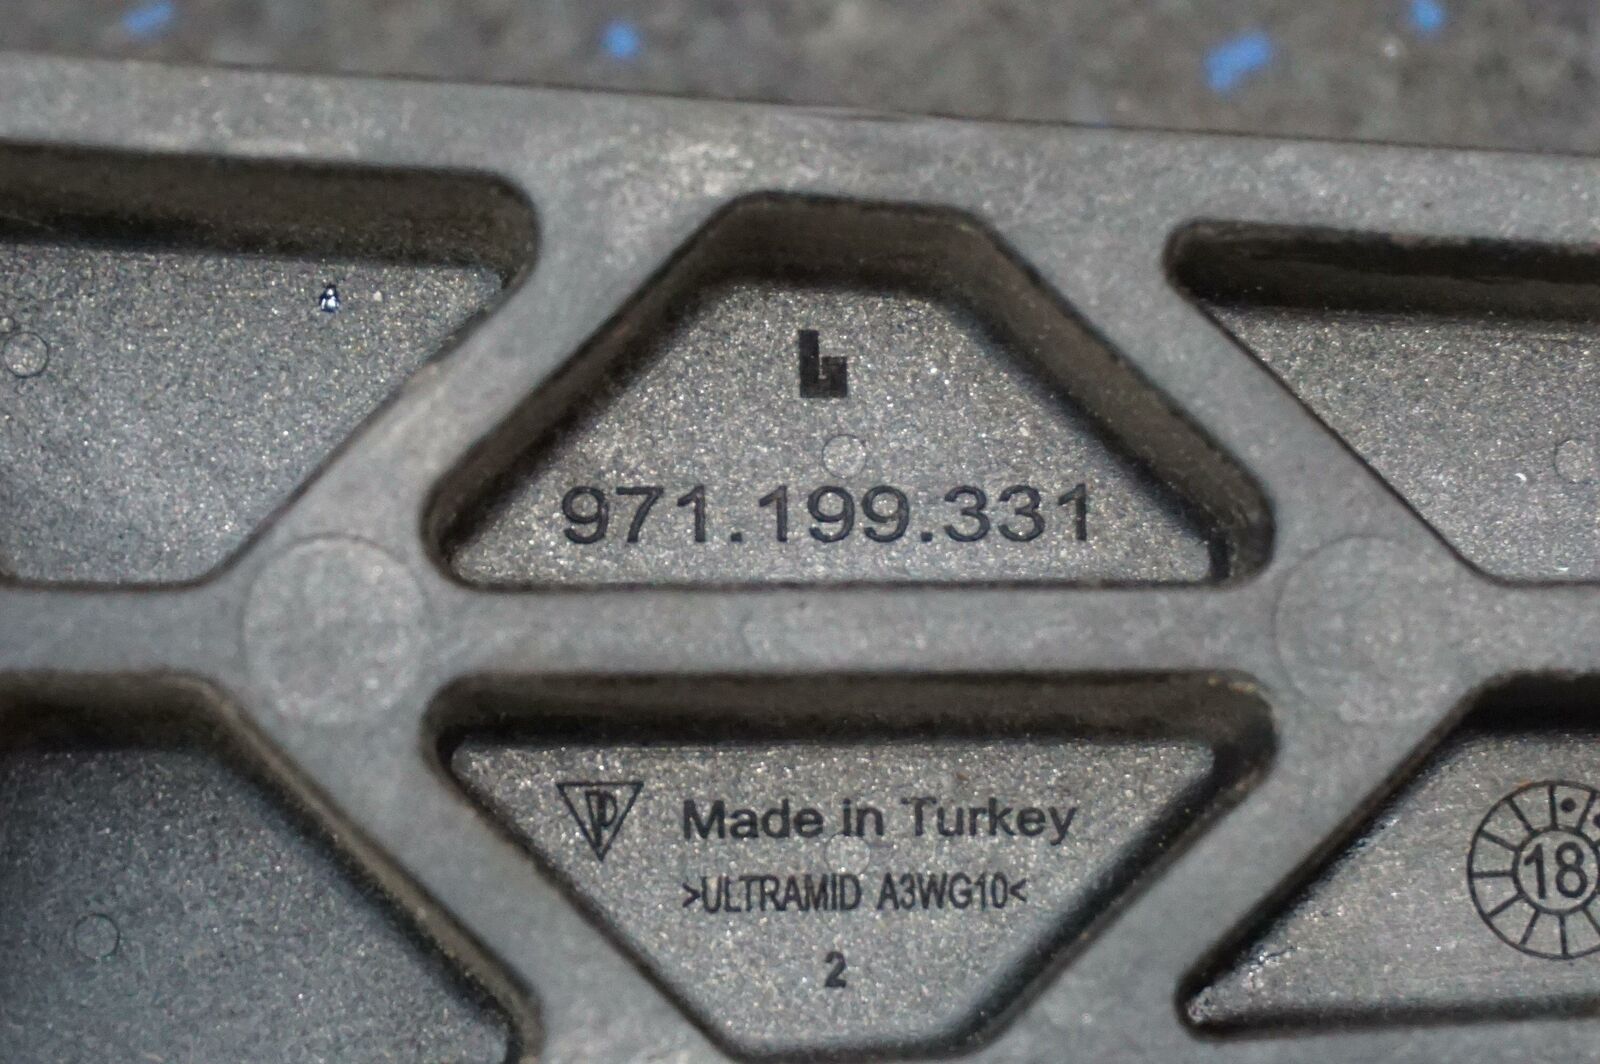 971.199.331
Made in Turkey
>ULTRAMID A3WG10<
2
18